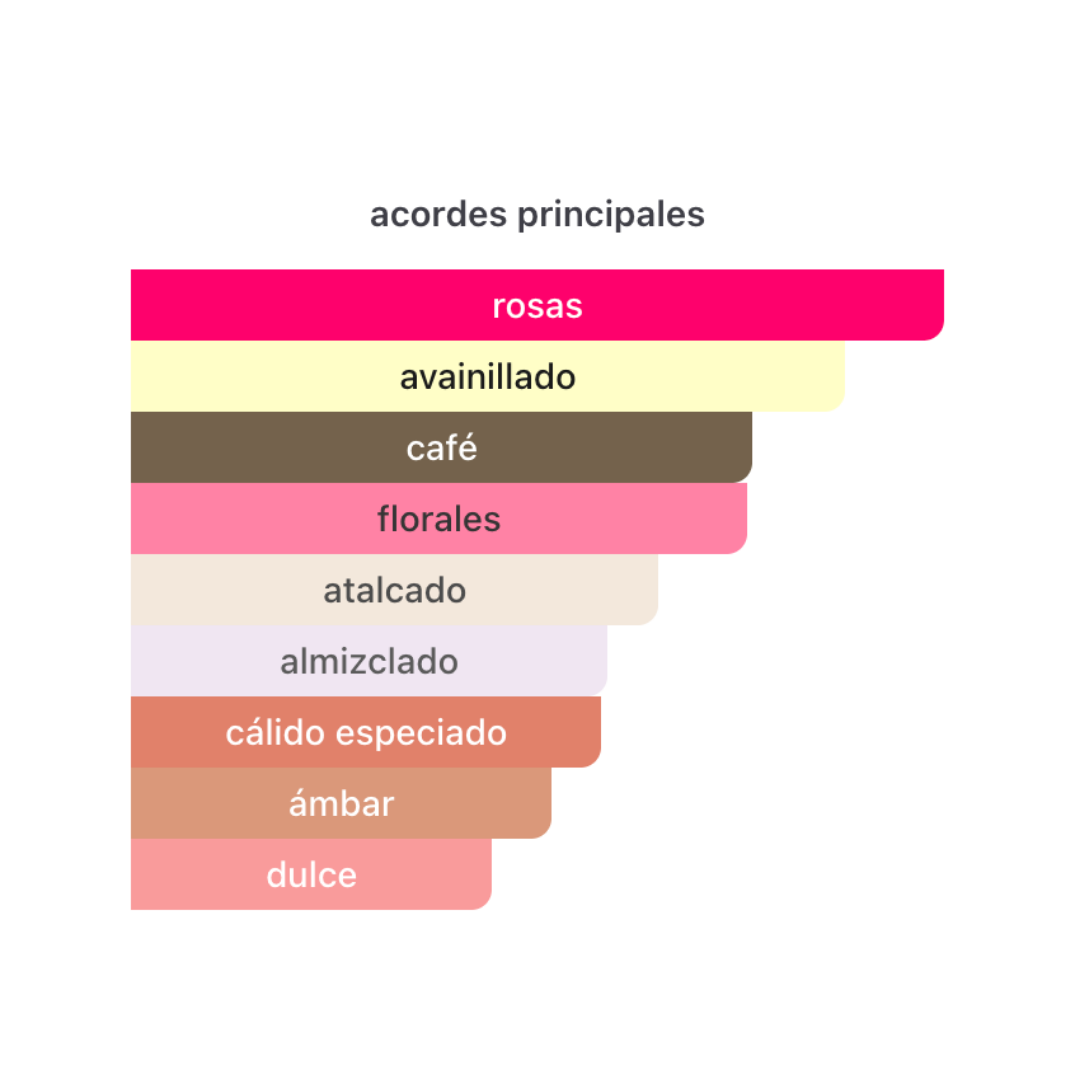 acordes principales
rosas
avainillado
café
florales
atalcado
almizclado
cálido especiado
ámbar
dulce